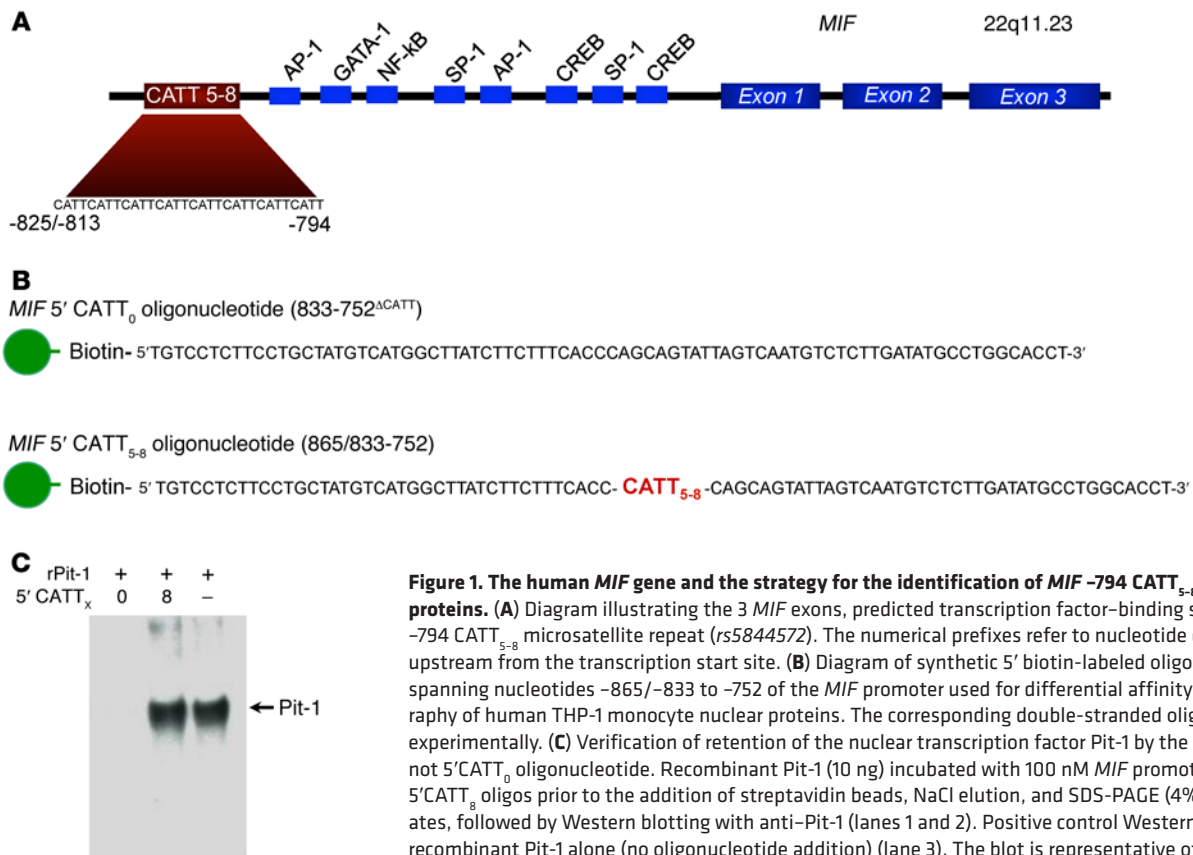 A
MIF 22q11.23
AP-1 GATA-1 NF-kB SP-1 AP-1 CREB SP-1 CREB
CATT 5-8 Exon 1 Exon 2 Exon 3
CATTCATTCATTCATTCATTCATTCATTCATT
-825/-813 -794
B
MIF 5′ CATT₀ oligonucleotide (833-752ΔCATT)
Biotin- 5′TGTCCTCTTCCTGCTATGTCATGGCTTATCTTCTTTCACCCAGCAGTATTAGTCAATGTCTCTTGATATGCCTGGCACCT-3′
MIF 5′ CATT₅₋₈ oligonucleotide (865/833-752)
Biotin- 5′ TGTCCTCTTCCTGCTATGTCATGGCTTATCTTCTTTCACC- CATT₅₋₈ -CAGCAGTATTAGTCAATGTCTCTTGATATGCCTGGCACCT-3′
C
rPit-1 + + +
5′ CATTₓ 0 8 –
←Pit-1
Figure 1. The human MIF gene and the strategy for the identification of MIF –794 CATT₅₋₈
proteins. (A) Diagram illustrating the 3 MIF exons, predicted transcription factor–binding s
–794 CATT₅₋₈ microsatellite repeat (rs5844572). The numerical prefixes refer to nucleotide
upstream from the transcription start site. (B) Diagram of synthetic 5′ biotin-labeled oligo
spanning nucleotides –865/–833 to –752 of the MIF promoter used for differential affinity
raphy of human THP-1 monocyte nuclear proteins. The corresponding double-stranded olig
experimentally. (C) Verification of retention of the nuclear transcription factor Pit-1 by the
not 5′CATT₀ oligonucleotide. Recombinant Pit-1 (10 ng) incubated with 100 nM MIF promot
5′CATT₈ oligos prior to the addition of streptavidin beads, NaCl elution, and SDS-PAGE (4%
ates, followed by Western blotting with anti–Pit-1 (lanes 1 and 2). Positive control Western
recombinant Pit-1 alone (no oligonucleotide addition) (lane 3). The blot is representative of